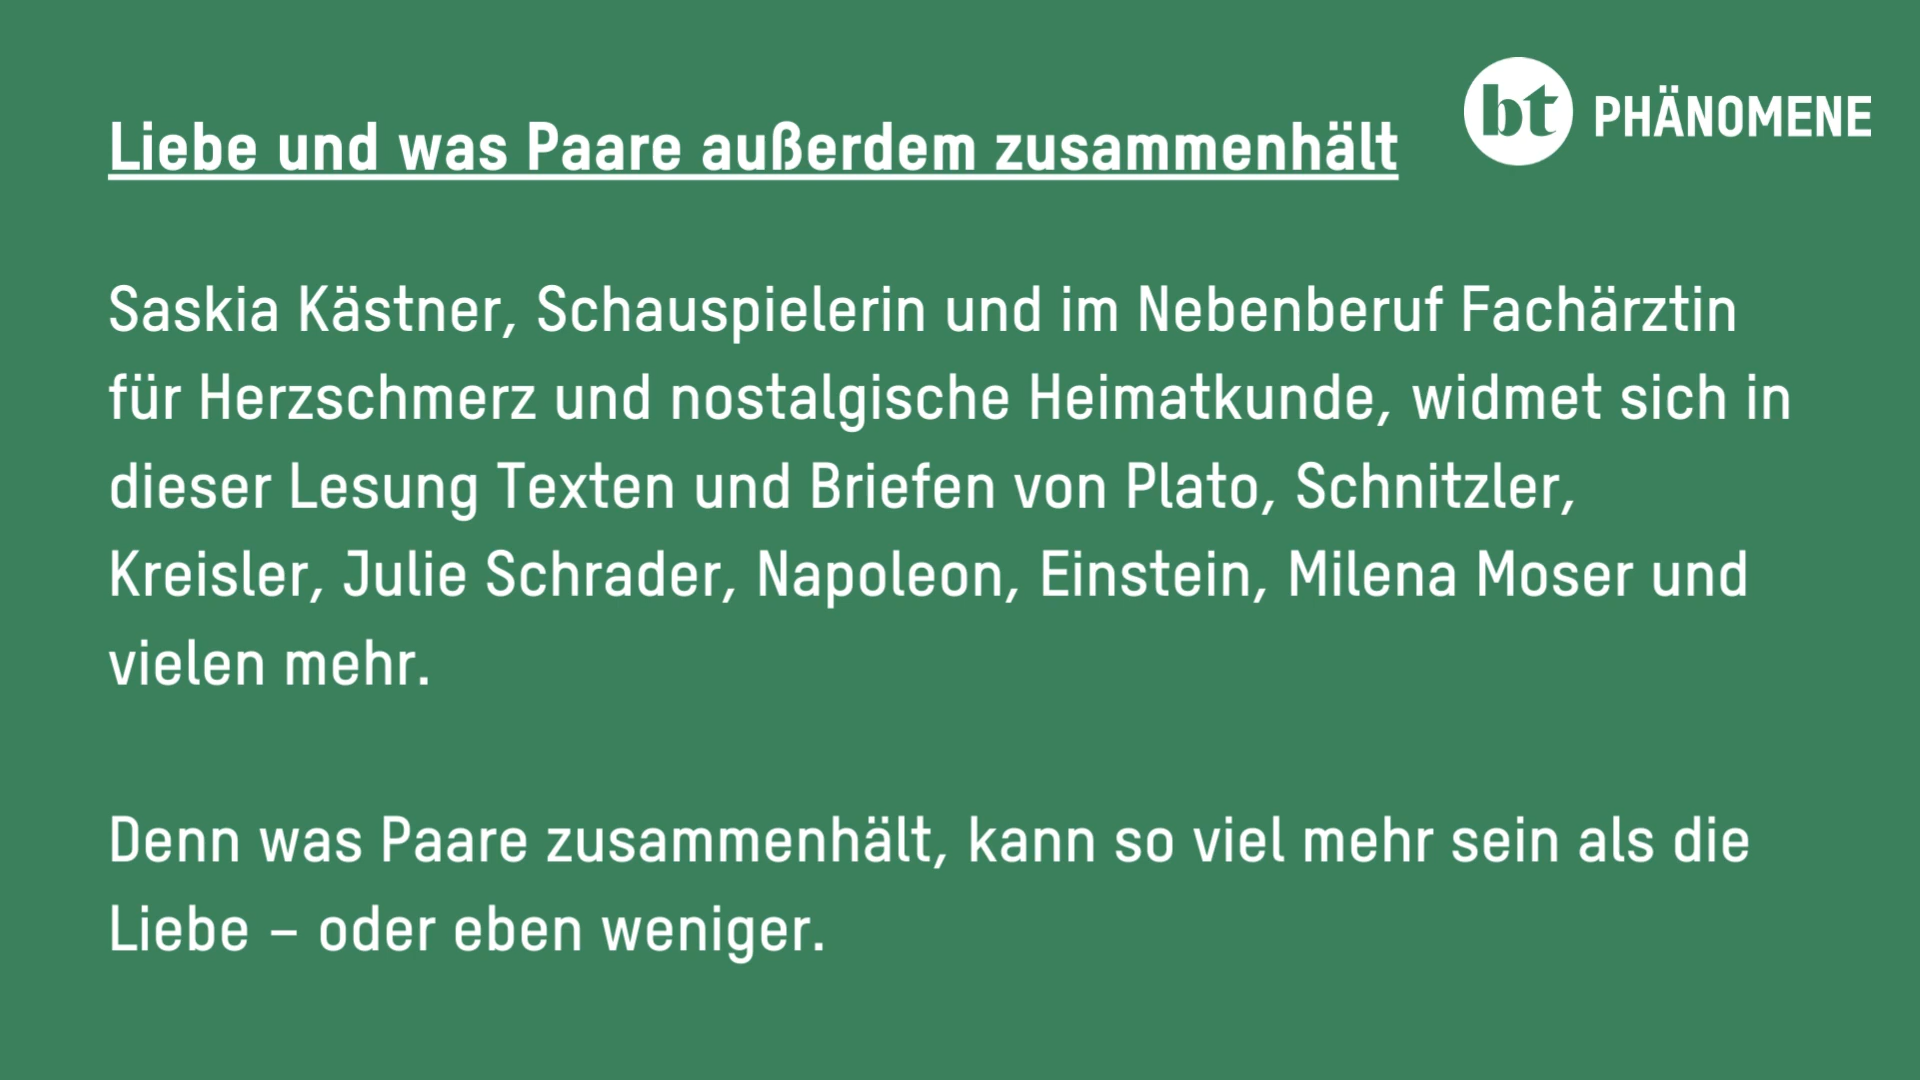 bt PHÄNOMENE
Liebe und was Paare außerdem zusammenhält
Saskia Kästner, Schauspielerin und im Nebenberuf Fachärztin
für Herzschmerz und nostalgische Heimatkunde, widmet sich in
dieser Lesung Texten und Briefen von Plato, Schnitzler,
Kreisler, Julie Schrader, Napoleon, Einstein, Milena Moser und
vielen mehr.
Denn was Paare zusammenhält, kann so viel mehr sein als die
Liebe – oder eben weniger.